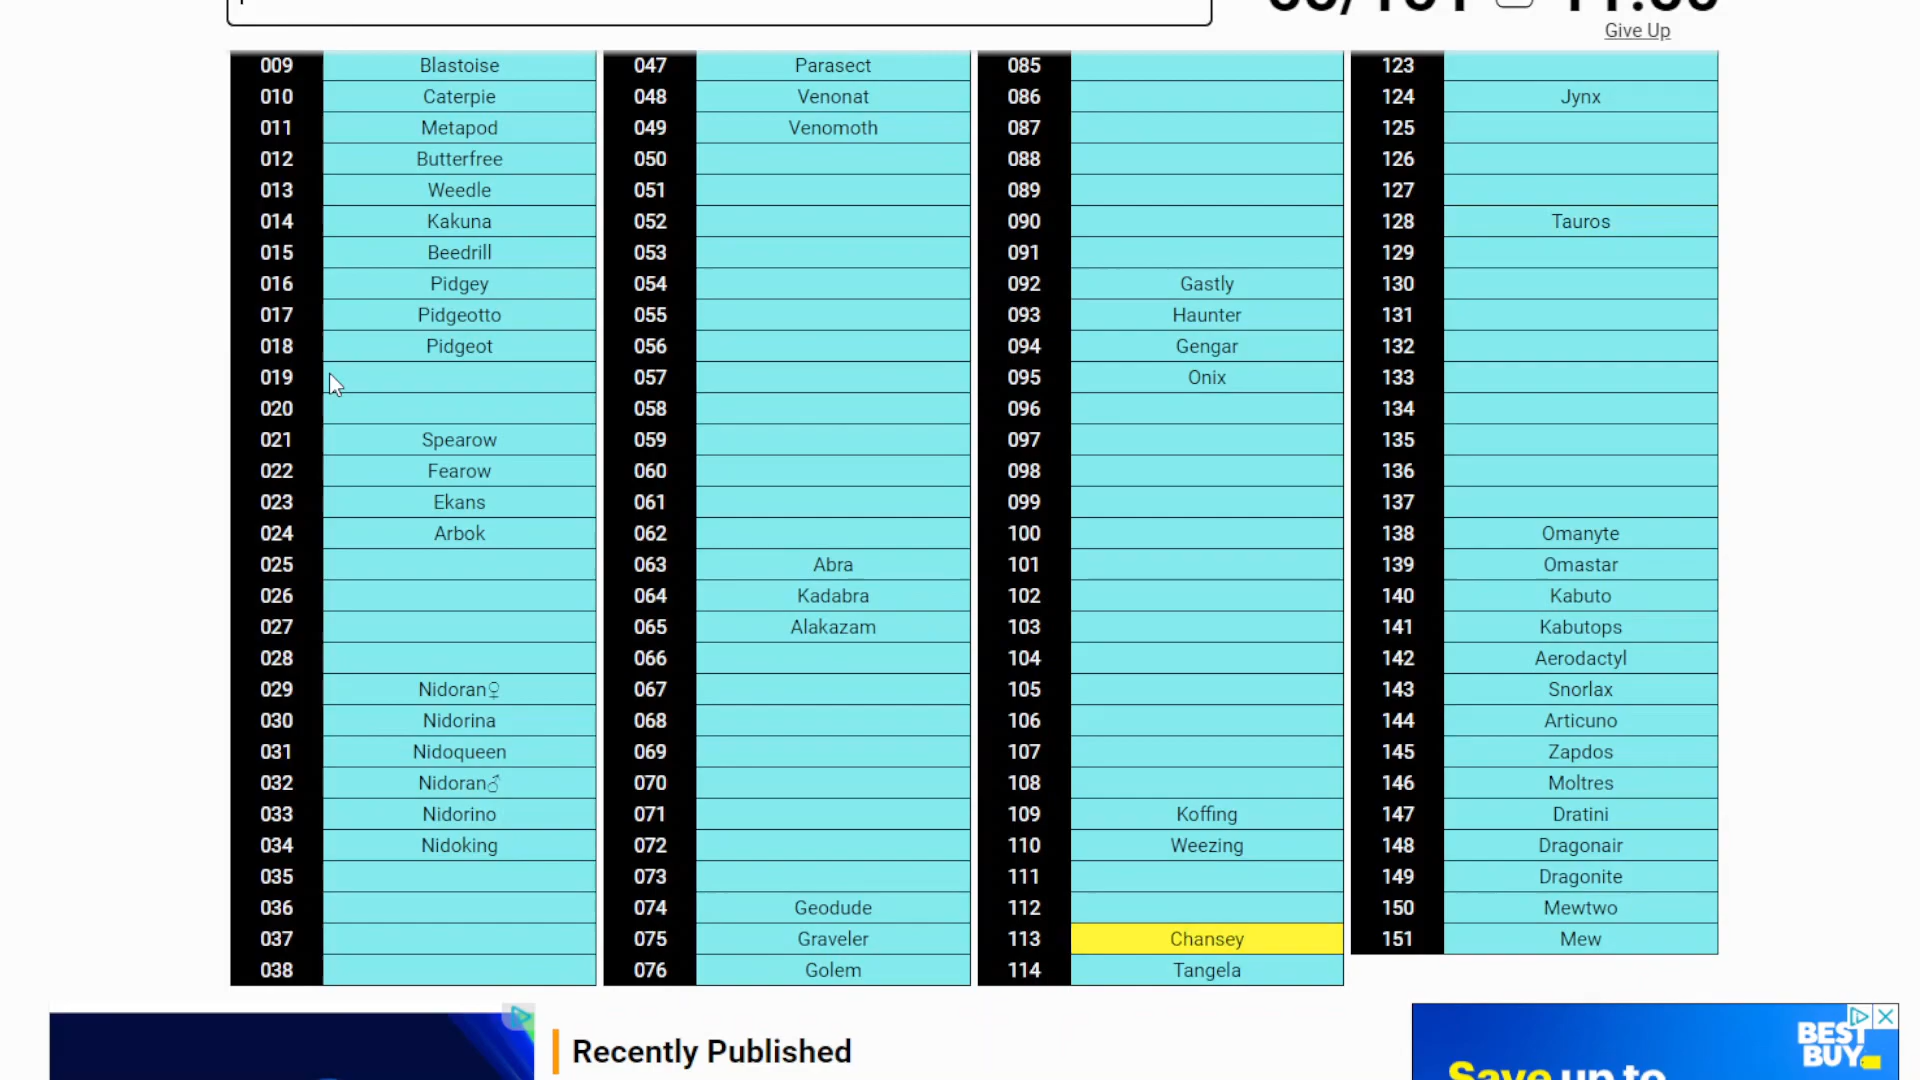 Give Up
009 Blastoise 047 Parasect 085 123
010 Caterpie 048 Venonat 086 124 Jynx
011 Metapod 049 Venomoth 087 125
012 Butterfree 050 088 126
013 Weedle 051 089 127
014 Kakuna 052 090 128 Tauros
015 Beedrill 053 091 129
016 Pidgey 054 092 Gastly 130
017 Pidgeotto 055 093 Haunter 131
018 Pidgeot 056 094 Gengar 132
019 057 095 Onix 133
020 058 096 134
021 Spearow 059 097 135
022 Fearow 060 098 136
023 Ekans 061 099 137
024 Arbok 062 100 138 Omanyte
025 063 Abra 101 139 Omastar
026 064 Kadabra 102 140 Kabuto
027 065 Alakazam 103 141 Kabutops
028 066 104 142 Aerodactyl
029 Nidoran♀ 067 105 143 Snorlax
030 Nidorina 068 106 144 Articuno
031 Nidoqueen 069 107 145 Zapdos
032 Nidoran♂ 070 108 146 Moltres
033 Nidorino 071 109 Koffing 147 Dratini
034 Nidoking 072 110 Weezing 148 Dragonair
035 073 111 149 Dragonite
036 074 Geodude 112 150 Mewtwo
037 075 Graveler 113 Chansey 151 Mew
038 076 Golem 114 Tangela
Recently Published
BEST
BUY
Save up to